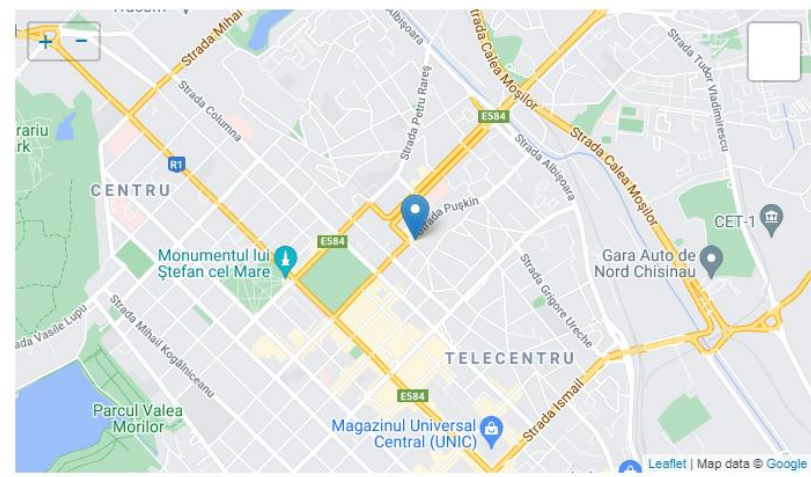 Strada Mihai
Albișoara
Strada Calea Moșilor
Strada Tudor Vladimirescu
+ −
Strada Columna
Strada Petru Rareș
E584
Strada Albișoara
Strada Calea Moșilor
R1
CENTRU
Strada Pușkin
CET-1
E584
Monumentul lui
Ștefan cel Mare
Gara Auto de
Nord Chisinau
Strada Grigore Ureche
Strada Mihail Kogălniceanu
Vasile Lupu
TELECENTRU
E584
Strada Ismail
Parcul Valea
Morilor
Magazinul Universal
Central (UNIC)
Leaflet | Map data © Google